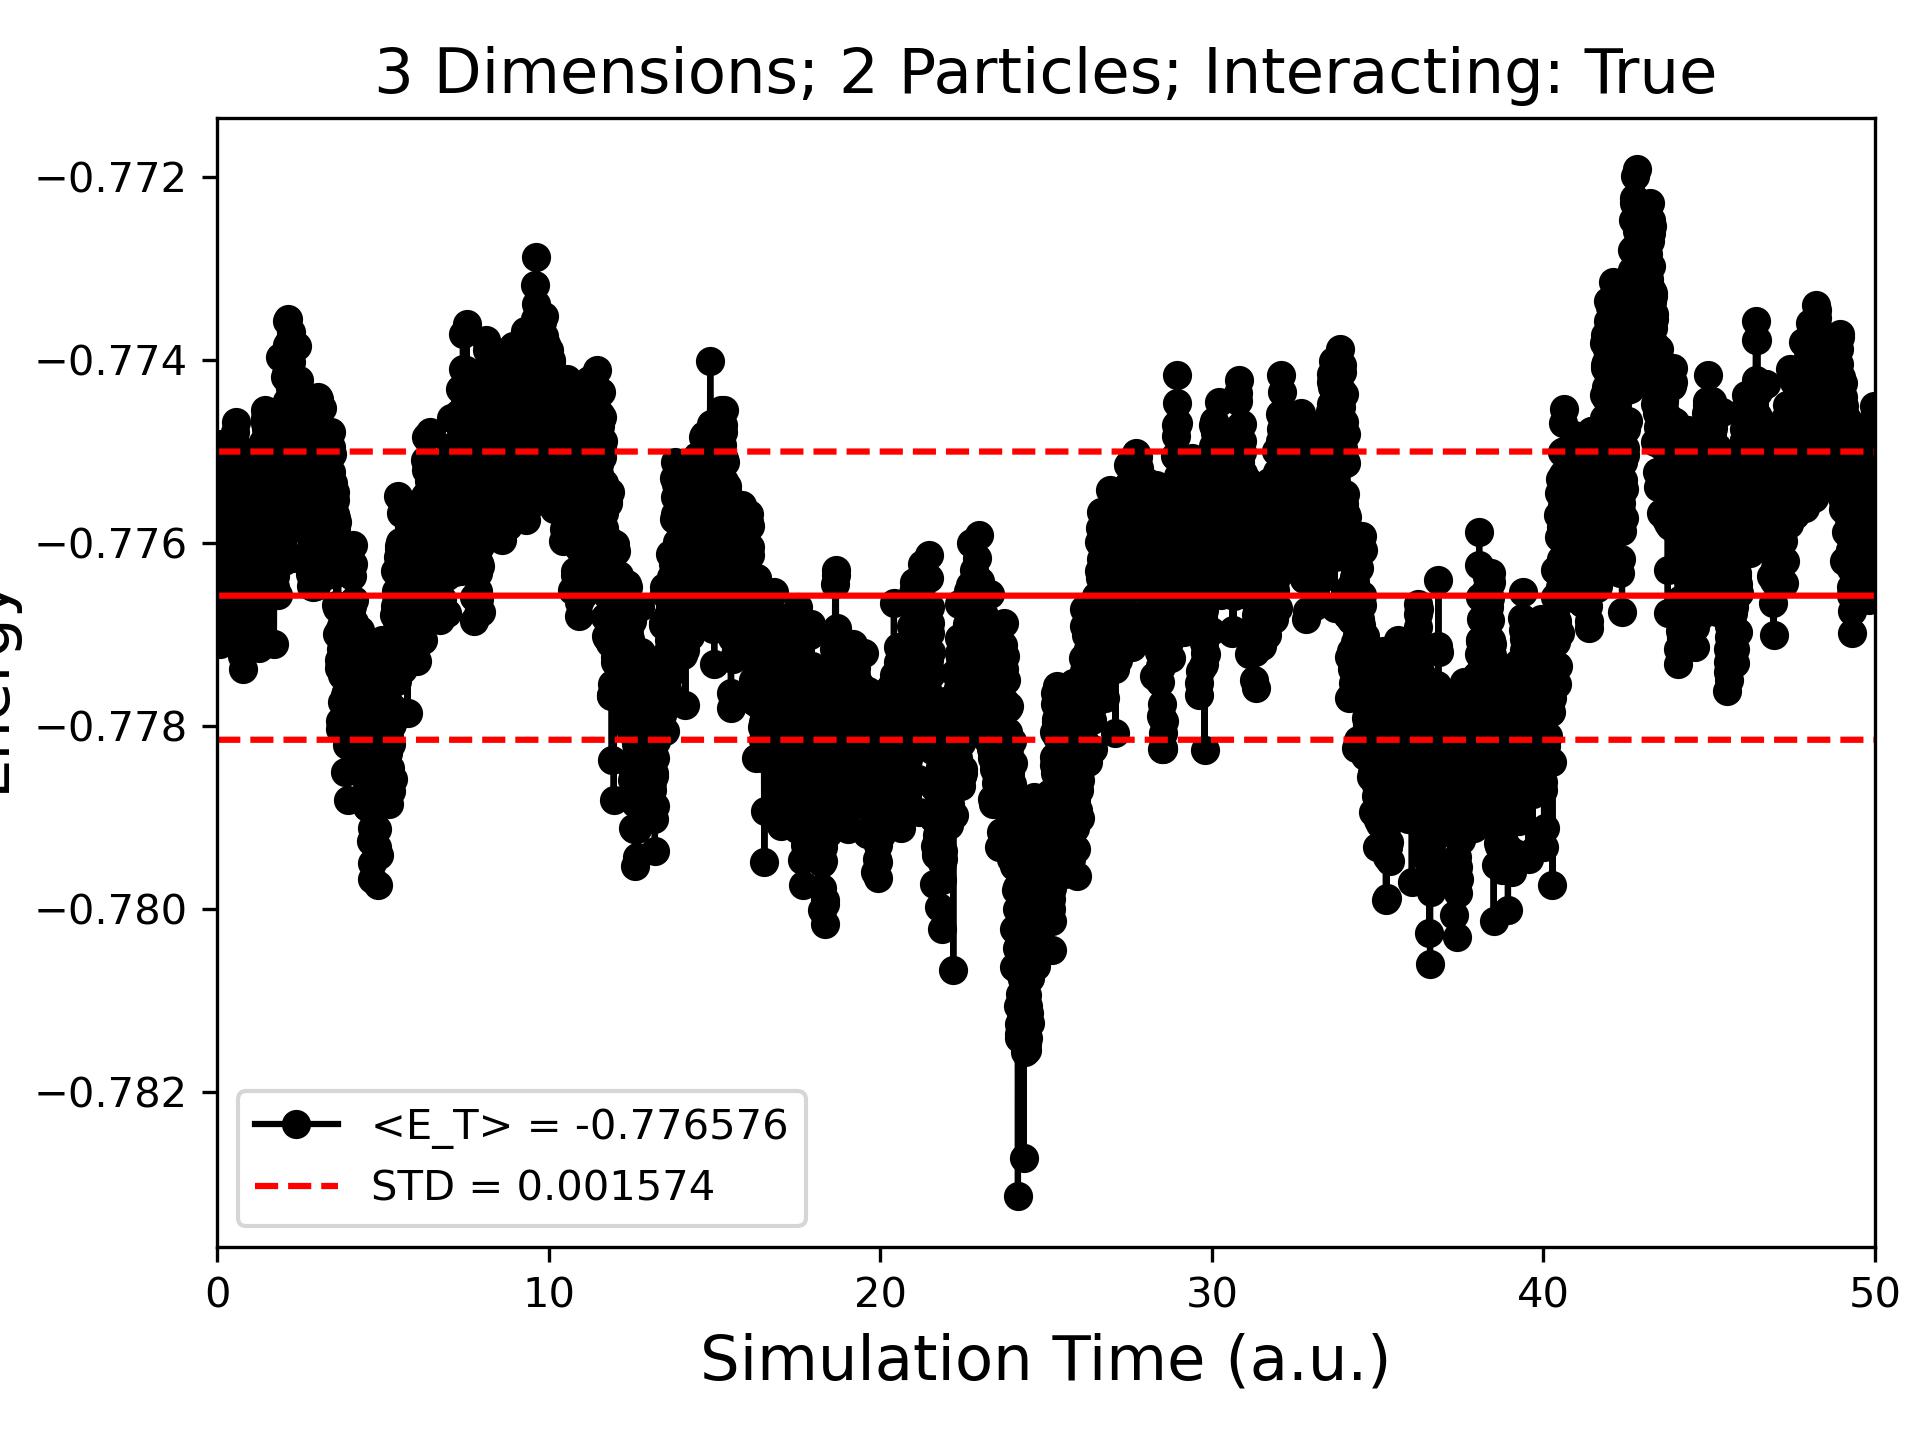 3 Dimensions; 2 Particles; Interacting: True
−0.772
−0.774
−0.776
−0.778
−0.780
−0.782
<E_T> = -0.776576
STD = 0.001574
0 10 20 30 40 50
Simulation Time (a.u.)